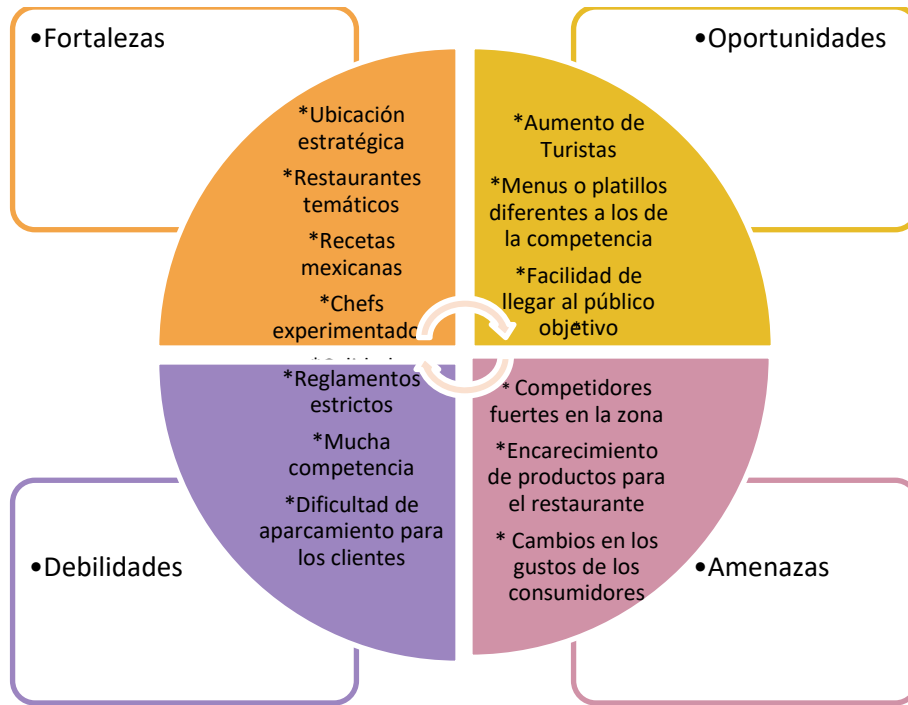 •Fortalezas
*Ubicación
estratégica
*Restaurantes
temáticos
*Recetas
mexicanas
*Chefs
experimentado
•Oportunidades
*Aumento de
Turistas
*Menus o platillos
diferentes a los de
la competencia
*Facilidad de
llegar al público
objetivo
*
•Debilidades
*Reglamentos
estrictos
*Mucha
competencia
*Dificultad de
aparcamiento para
los clientes
•Amenazas
* Competidores
fuertes en la zona
*Encarecimiento
de productos para
el restaurante
* Cambios en los
gustos de los
consumidores